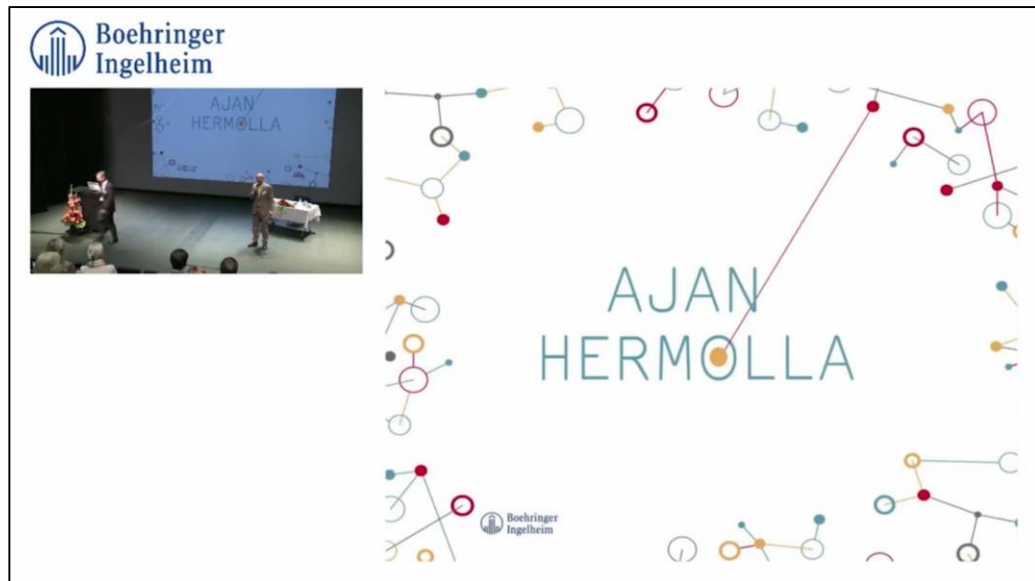 Boehringer
Ingelheim
AJAN
HERMOLLA
AJAN
HERMOLLA
Boehringer
Ingelheim